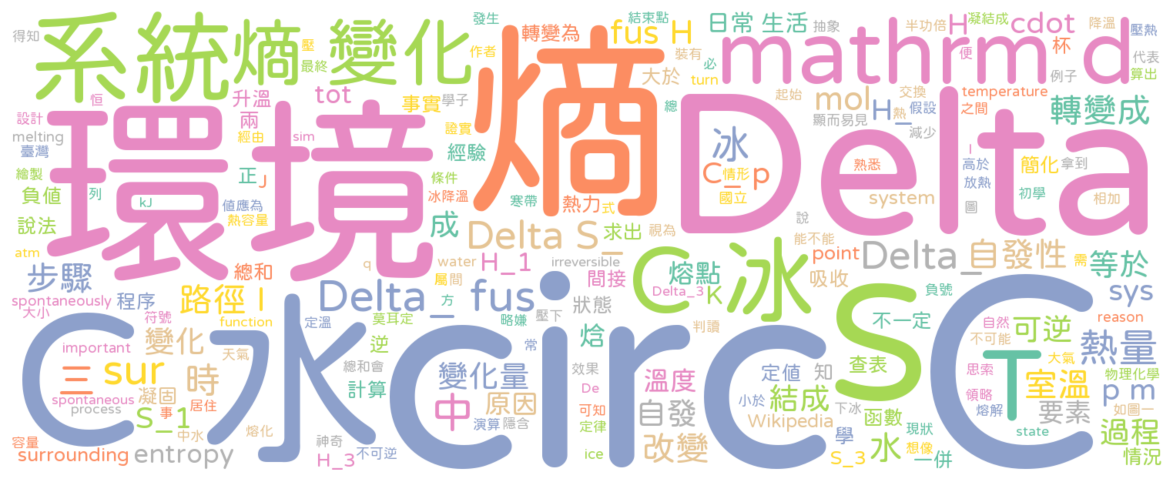 得知
系統
熵
變化
發生
結束點
壓
最終
作者
轉變為
fus H
裝有
大於
日常 生活
抽象
半功倍
凝結成
H
降溫
cdot
杯
壓熱
代表
例子
算出
mathrm d
恒
學子
升溫
兩
tot
事實
證實
必
turn
總
起始
交換
mol
顯而易見
熱
H_
減少
便
假設
temperature
之間
轉變成
設計
melting
臺灣
sim
經由
經驗
環境
熵
Delta
冰
C_ p
情形
國立
熟悉
I
高於
放熱
簡化
拿到
繪製
負值
kJ
正
」
列
值應為
熱容量
條件
冰降溫
寒帶
熱力
式
system
初學
圖
相加
說法
成
Delta S_
求出
視為
說
能不能
atm
q
water
H_1
irreversible
C
冰
熔點
point
吸收
Delta_
自發性
需
等於
步驟
總和
屬間
間接
Delta_3
K
負號
sys
spontaneously
程序
路徑 I
Delta_
fus
方
狀態
大小
符號
function
定溫
莫耳定
略嫌
壓下
判讀
不一定
自然
可逆
reason
important
變化
天氣
逆
常
焓
S
C
T
不可能
大氣
熱量
水
circ
三
sur
時
總和會
變化量
效果
溫度
定值
知
查表
物理化學
思索
室溫
p m
spontaneous
凝固
計算
中
原因
De
自發
小於
結成
下冰
函數
現狀
領略
熔解
要素
如圖一
process
S_1
事
居住
演算
隱含
可知
定律
Wikipedia
過程
容量
中水
熔化
神奇
不可逆
改變
學
水
想像
state
情況
surrounding
entropy
H_3
ice
S_3
一併